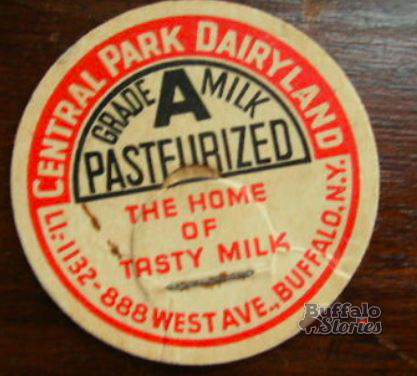 CENTRAL PARK DAIRYLAND
GRADE A MILK
PASTEURIZED
THE HOME
OF
TASTY MILK
LI:-1132-888 WEST AVE., BUFFALO, N.Y.
Buffalo
Stories